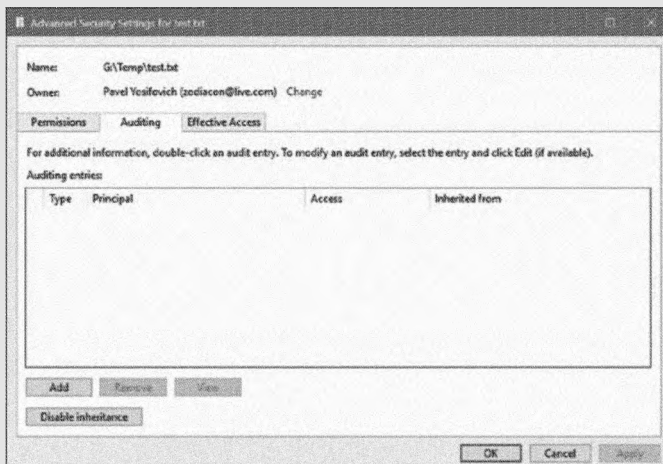 Advanced Security Settings for test.txt
Name: G:\Temp\test.txt
Owner: Pavel Yosifovich (zodiacon@live.com) Change
Permissions Auditing Effective Access
For additional information, double-click an audit entry. To modify an audit entry, select the entry and click Edit (if available).
Auditing entries:
Type Principal Access Inherited from
Add Remove View
Disable inheritance
OK Cancel Apply